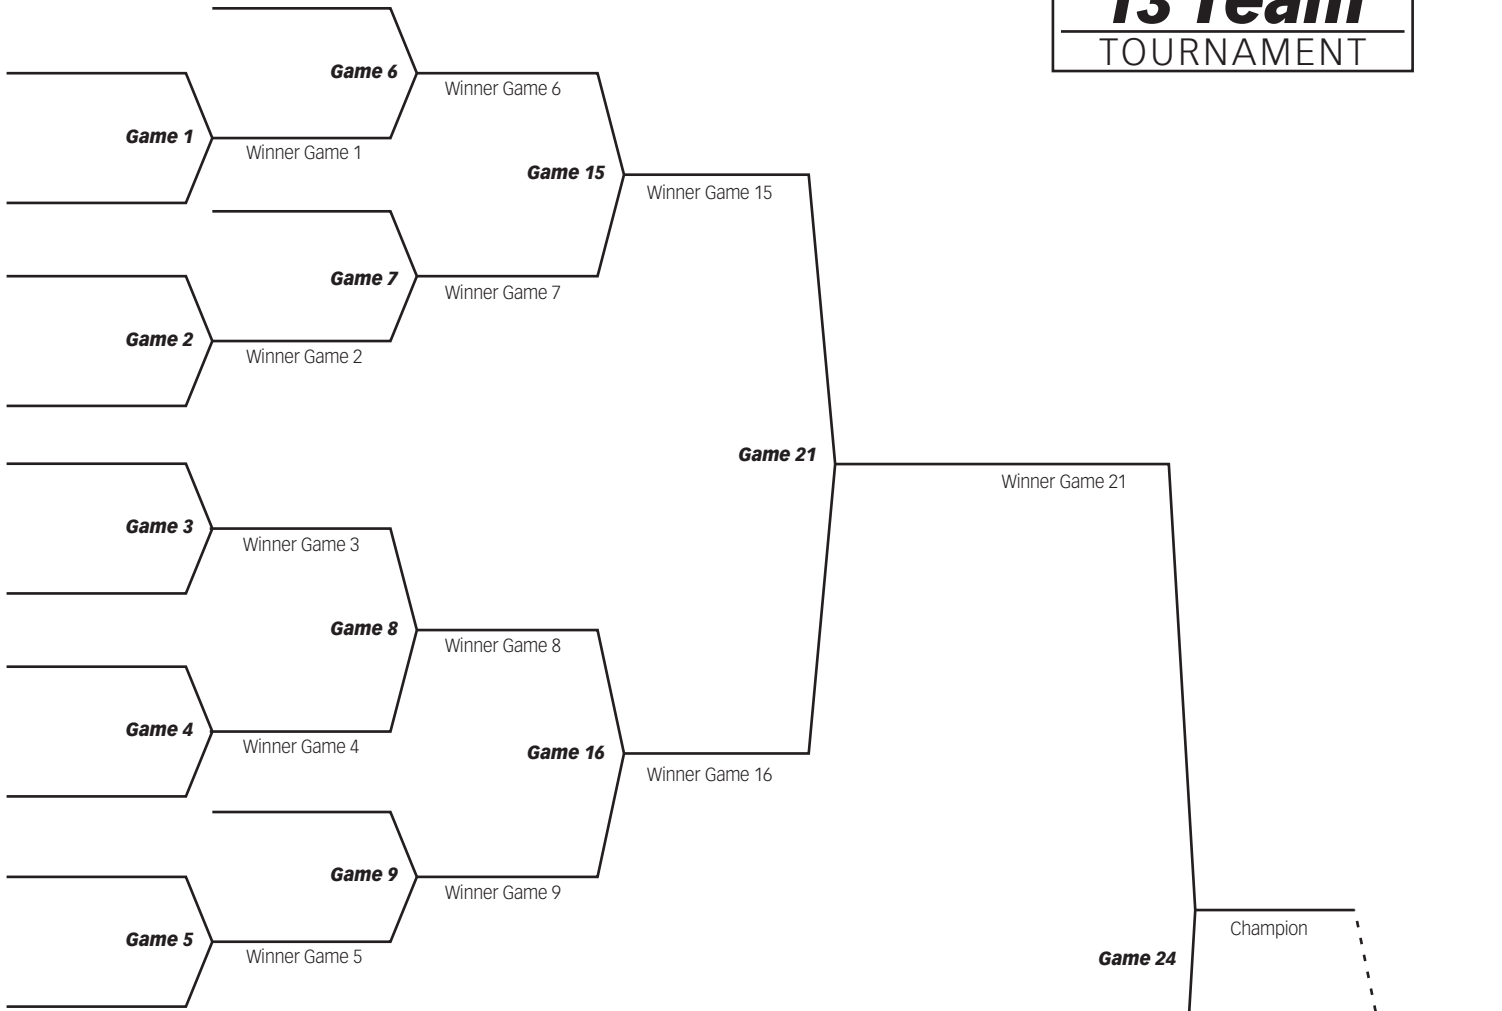 13 Team
TOURNAMENT
Game 6
Winner Game 6
Game 1
Winner Game 1
Game 15
Winner Game 15
Game 7
Winner Game 7
Game 2
Winner Game 2
Game 21
Winner Game 21
Game 3
Winner Game 3
Game 8
Winner Game 8
Game 4
Winner Game 4
Game 16
Winner Game 16
Game 9
Winner Game 9
Game 5
Winner Game 5
Champion
Game 24